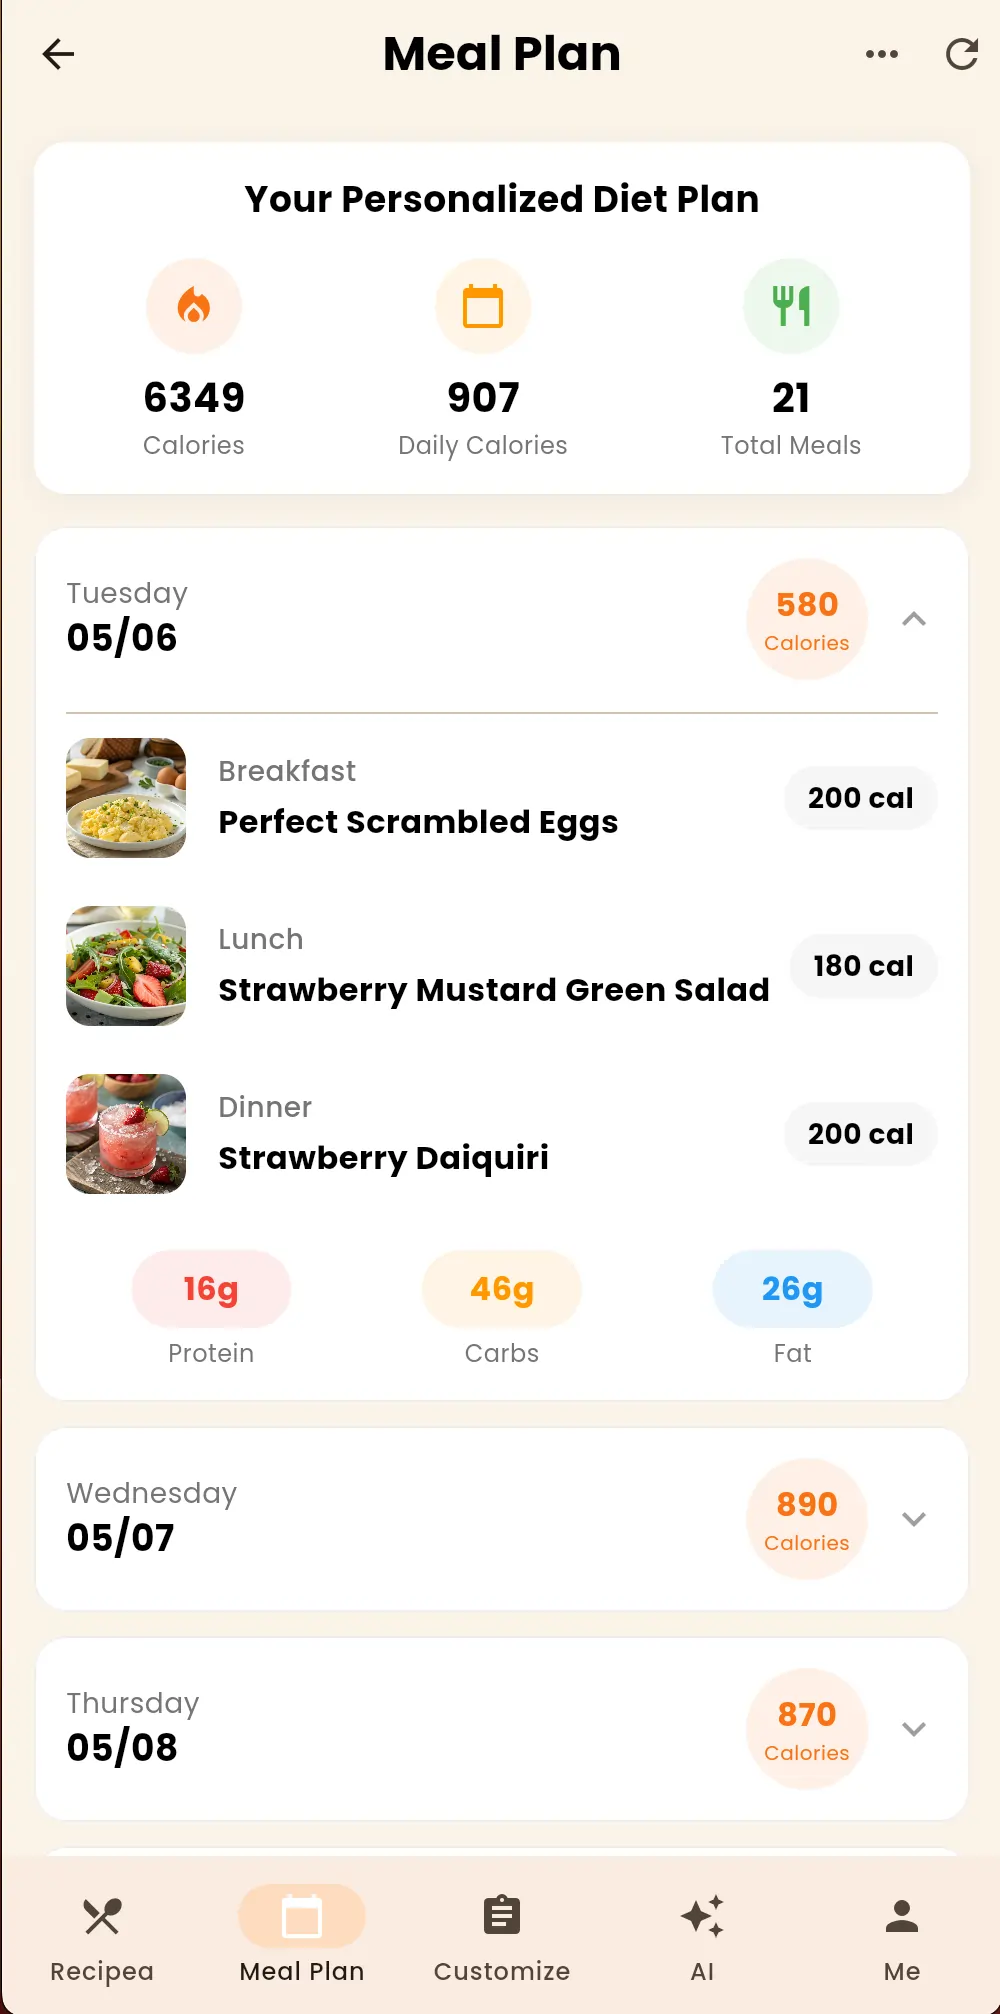 Meal Plan
Your Personalized Diet Plan
6349
Calories
907
Daily Calories
21
Total Meals
Tuesday
05/06
580
Calories
Breakfast
Perfect Scrambled Eggs
200 cal
Lunch
Strawberry Mustard Green Salad
180 cal
Dinner
Strawberry Daiquiri
200 cal
16g
Protein
46g
Carbs
26g
Fat
Wednesday
05/07
890
Calories
Thursday
05/08
870
Calories
Recipea
Meal Plan
Customize
AI
Me